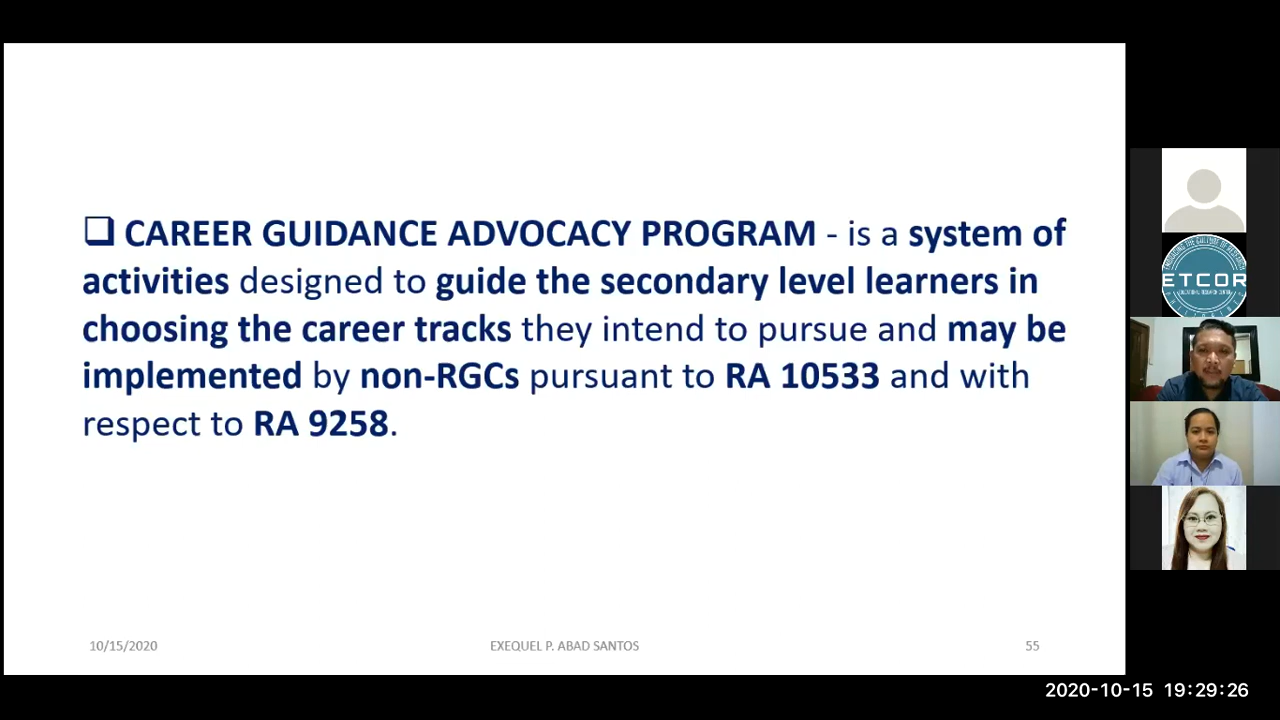 ❑ CAREER GUIDANCE ADVOCACY PROGRAM - is a system of
activities designed to guide the secondary level learners in
choosing the career tracks they intend to pursue and may be
implemented by non-RGCs pursuant to RA 10533 and with
respect to RA 9258.
10/15/2020
EXEQUEL P. ABAD SANTOS
55
ETCOR
2020-10-15 19:29:26